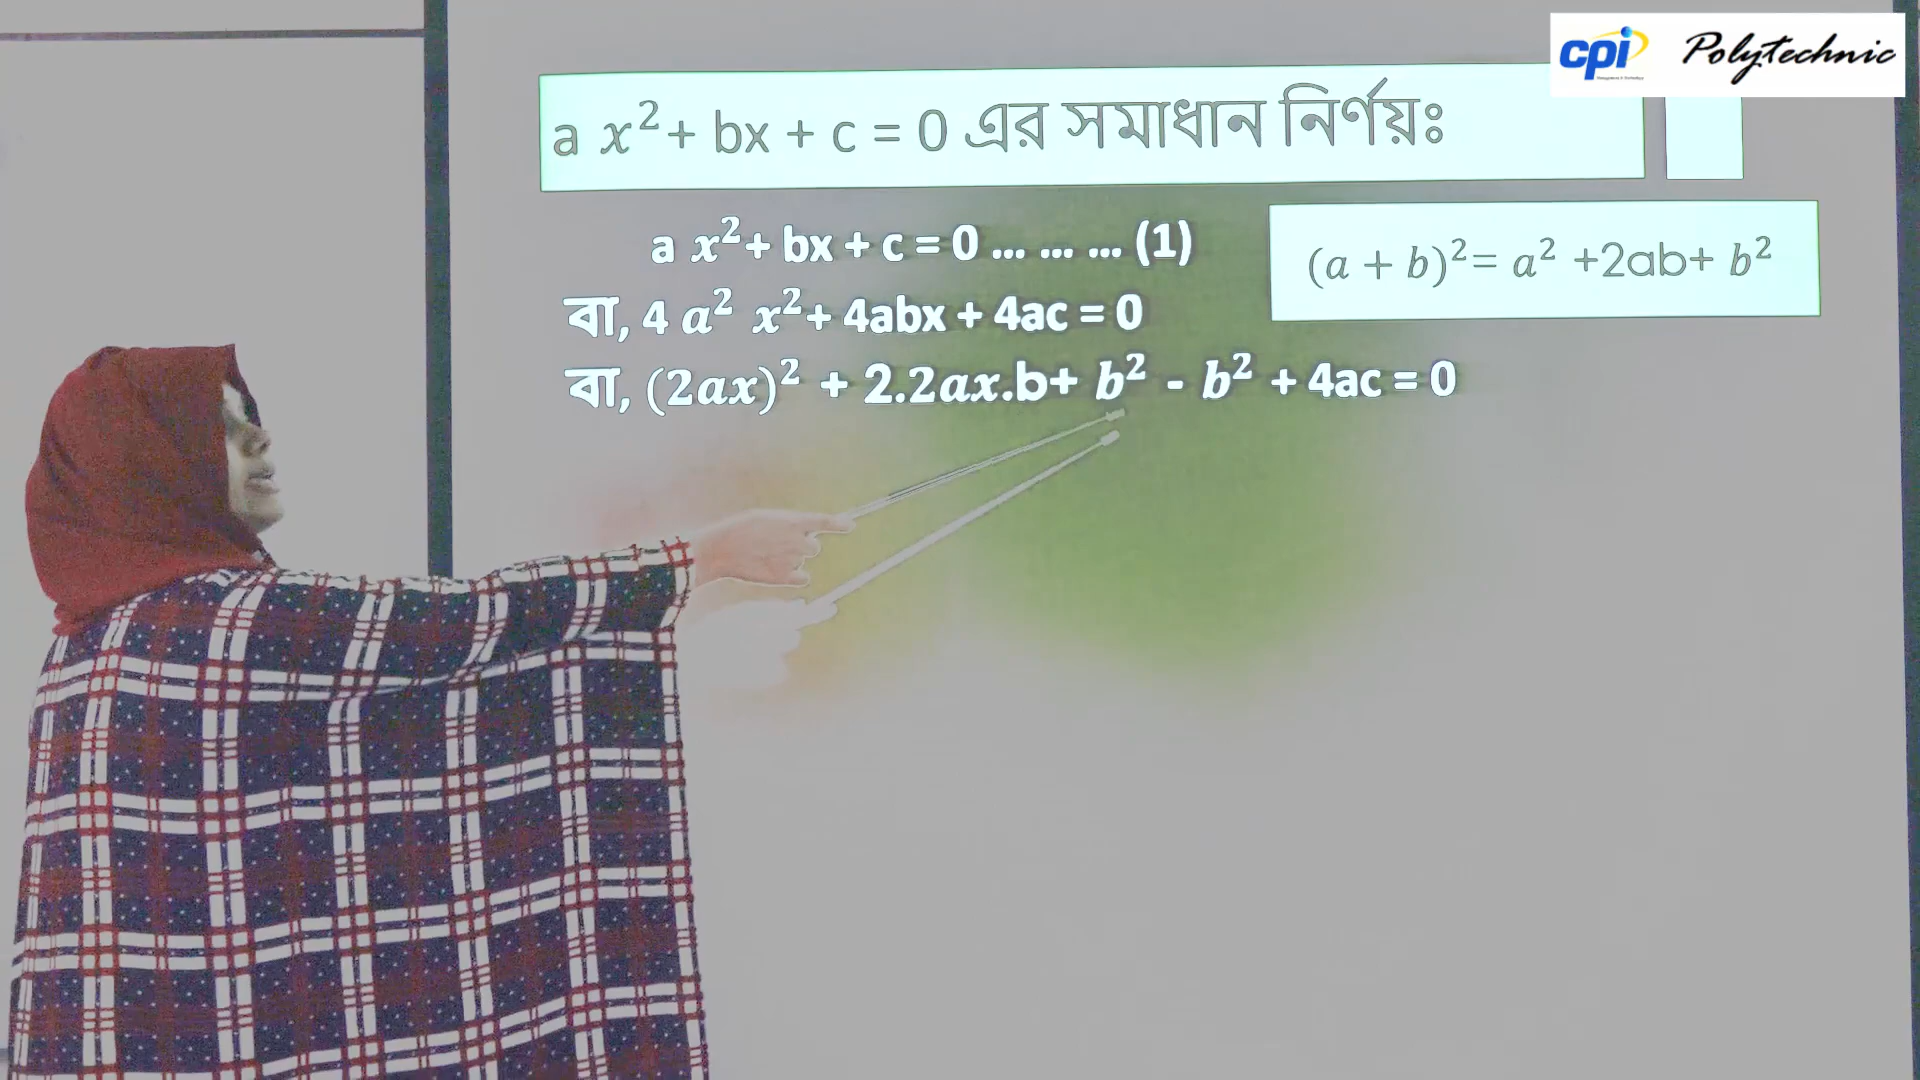 cpi Polytechnic
a x² + bx + c = 0 এর সমাধান নির্ণয়ঃ
a x² + bx + c = 0 ... ... ... (1)
(a + b)² = a² +2ab+ b²
বা, 4 a² x² + 4abx + 4ac = 0
বা, (2ax)² + 2.2ax.b+ b² - b² + 4ac = 0